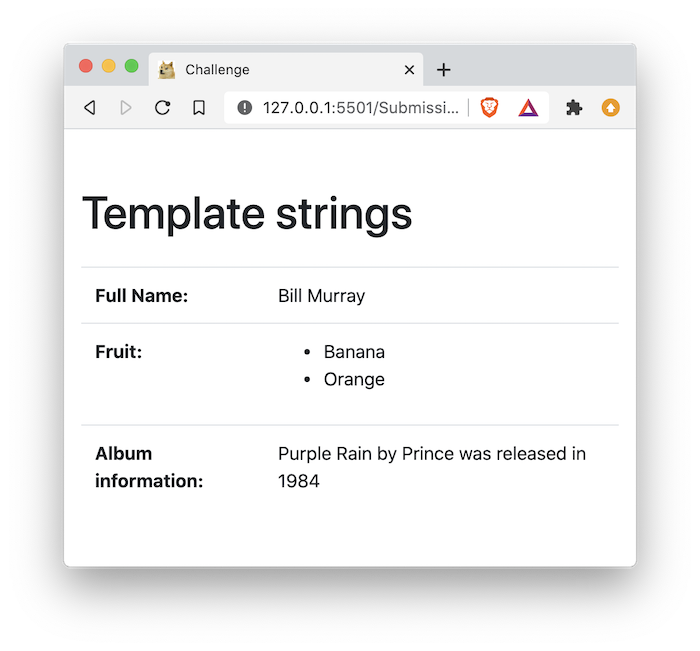 Challenge
127.0.0.1:5501/Submissi...
Template strings
Full Name: Bill Murray
Fruit: • Banana
• Orange
Album Purple Rain by Prince was released in
information: 1984